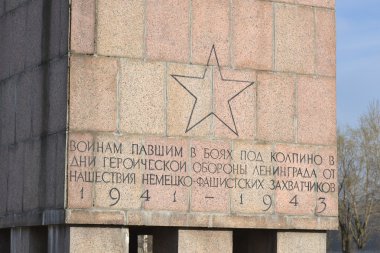 ВОИНАМ ПАВШИМ В БОЯХ ПОД КОЛПИНО В
ДНИ ГЕРОИЧЕСКОЙ ОБОРОНЫ ЛЕНИНГРАДА ОТ
НАШЕСТВИЯ НЕМЕЦКО-ФАШИСТСКИХ ЗАХВАТЧИКОВ
1941-1943